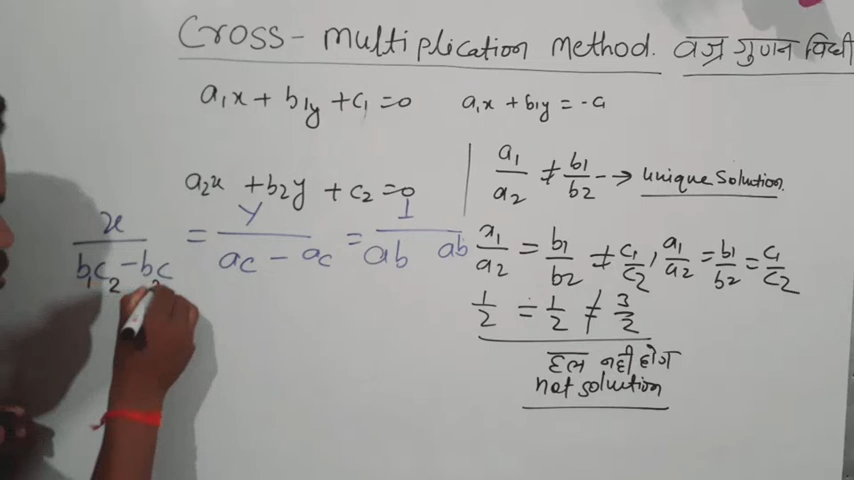 Cross-multiplication method. वज्र गुणन विधी
a₁x + b₁y + c₁ = 0
a₁x + b₁y = -c₁
a₂x + b₂y + c₂ = 0
a₁/a₂ ≠ b₁/b₂ → unique Solution.
x/(b₁c₂ - b₂c) = y/(ac - ac) = 1/(ab ab)
a₁/a₂ = b₁/b₂ ≠ c₁/c₂, a₁/a₂ = b₁/b₂ = c₁/c₂
1/2 = 1/2 ≠ 3/2
हल नहीं होगा
not solution